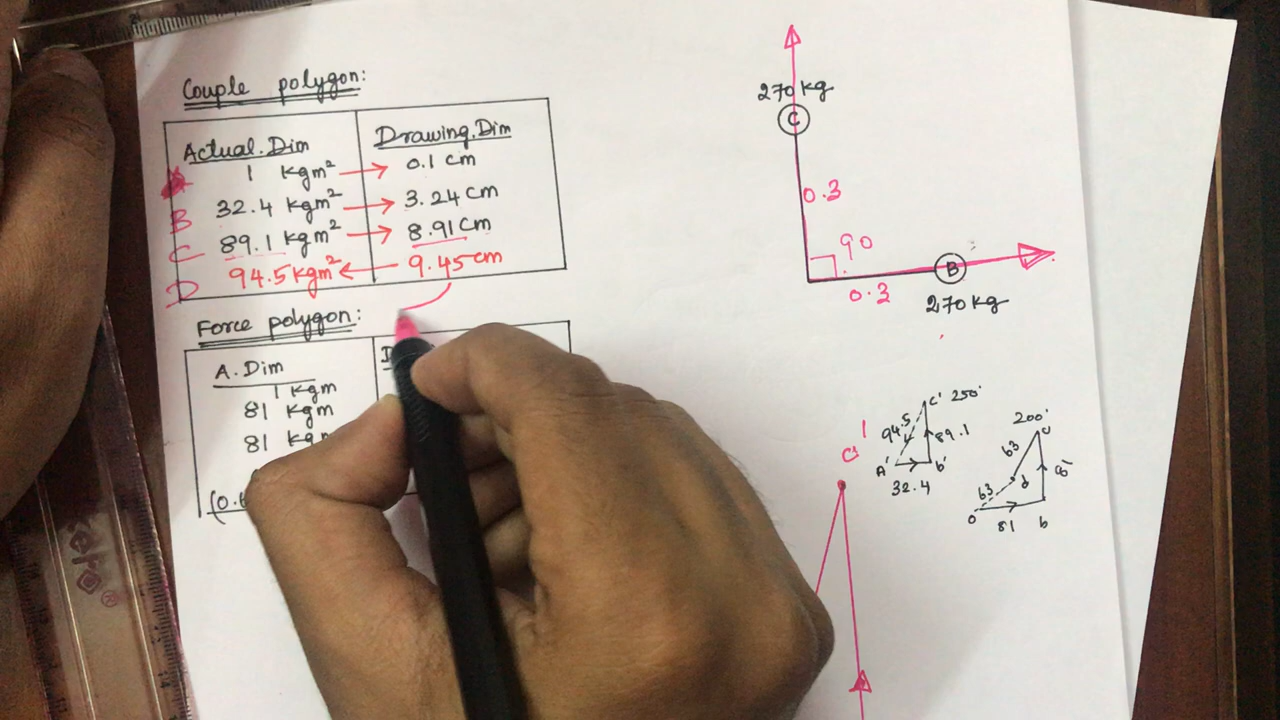 Couple polygon:
Actual.Dim Drawing.Dim
1 Kgm² → 0.1 cm
B 32.4 Kgm² → 3.24 cm
C 89.1 Kgm² → 8.91 Cm
D 94.5 Kgm² ← 9.45 cm
Force polygon:
A.Dim
1 Kgm
81 Kgm
81 Kgm
270 kg
C
0.3
90
B
0.3
270 kg
C' 250°
94.5
89.1
A' b'
32.4
C'
200°
63
63 d
81
o b
81